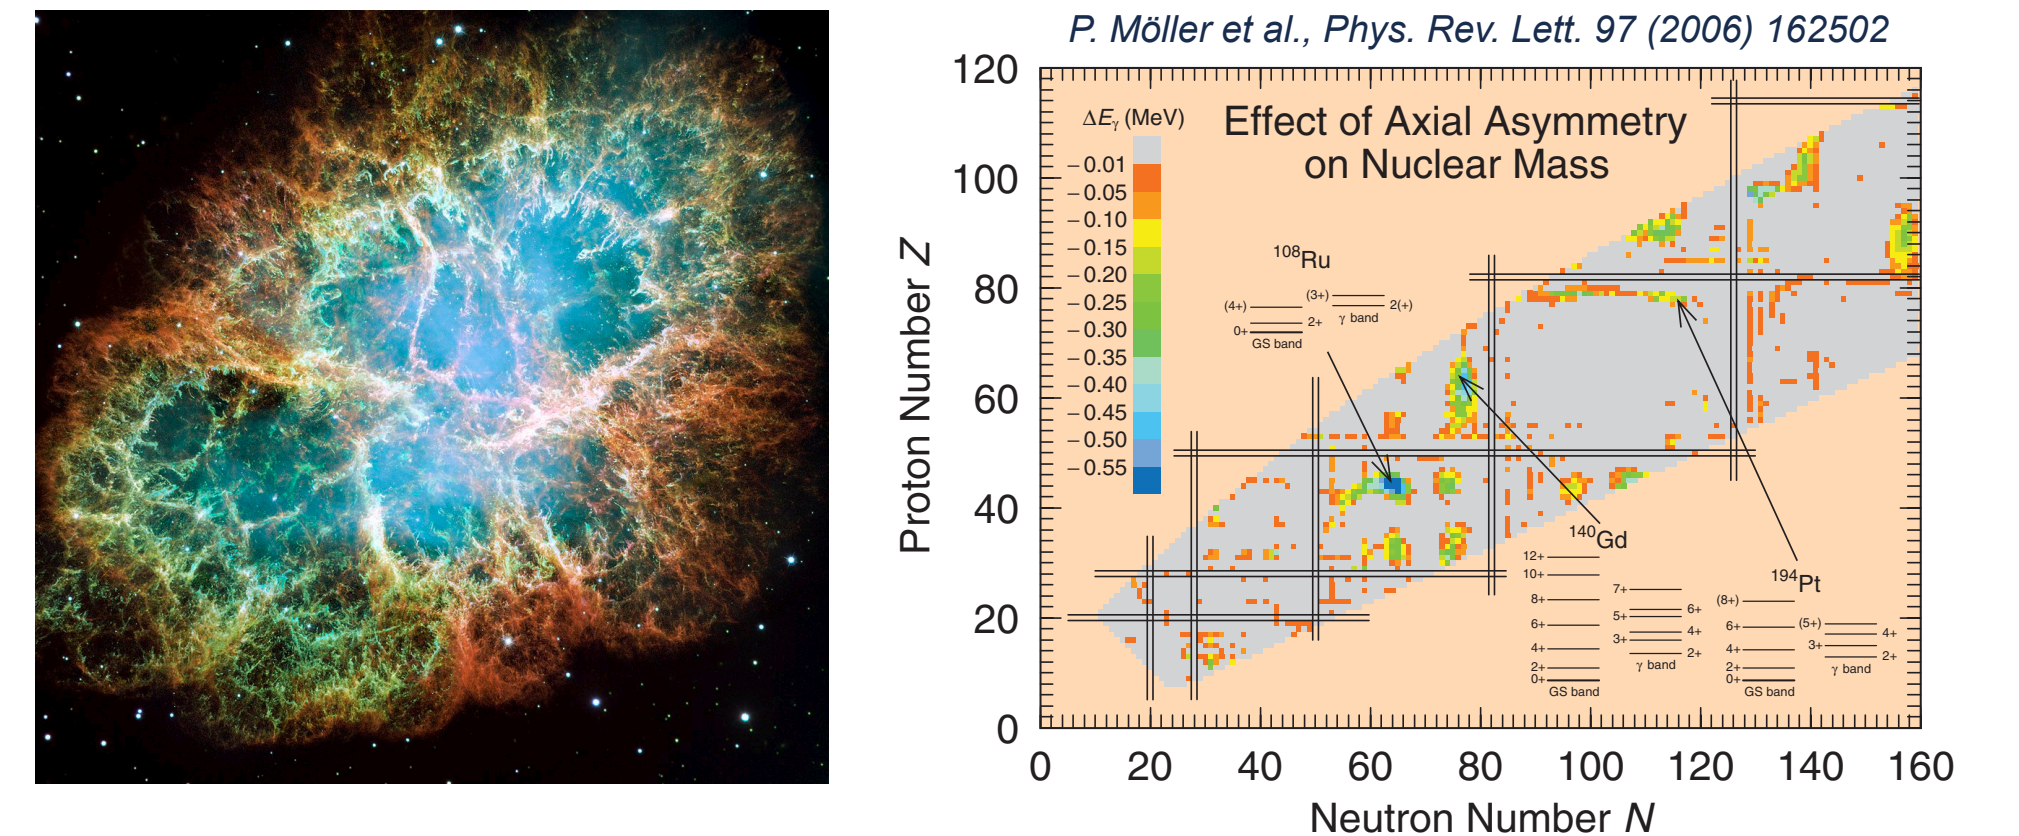 P. Möller et al., Phys. Rev. Lett. 97 (2006) 162502
Effect of Axial Asymmetry
on Nuclear Mass
ΔEγ (MeV)
−0.01
−0.05
−0.10
−0.15
−0.20
−0.25
−0.30
−0.35
−0.40
−0.45
−0.50
−0.55
120
100
80
60
40
20
0
Proton Number Z
108Ru
(4+)
0+
2+
GS band
(3+)
2(+)
γ band
140Gd
12+
10+
8+
6+
4+
2+
0+
GS band
7+
6+
5+
4+
3+
2+
γ band
194Pt
(8+)
6+
4+
2+
0+
GS band
(5+)
4+
3+
2+
γ band
0 20 40 60 80 100 120 140 160
Neutron Number N